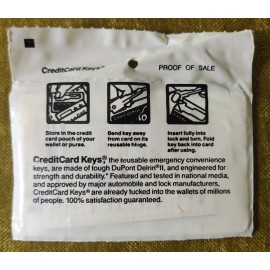 CreditCard Keys®
PROOF OF SALE
Store in the credit
card pouch of your
wallet or purse.
Bend key away
from card on its
reusable hinge.
Insert fully into
lock and turn. Fold
key back into card
after using.
CreditCard Keys®, the reusable emergency convenience
keys, are made of tough DuPont Delrin®II, and engineered for
strength and durability.* Featured and tested in national media,
and approved by major automobile and lock manufacturers,
CreditCard Keys® are already tucked into the wallets of millions
of people. 100% satisfaction guaranteed.